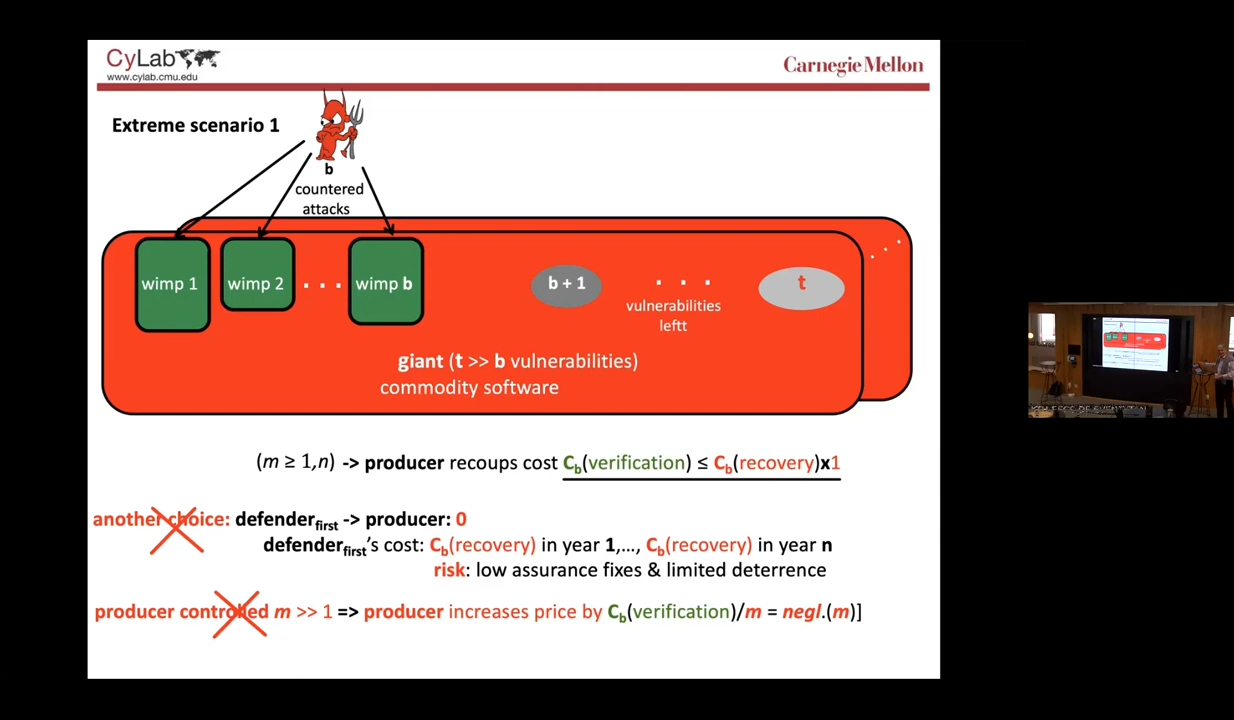 CyLab
www.cylab.cmu.edu
Carnegie Mellon
Extreme scenario 1
b
countered
attacks
wimp 1
wimp 2
. . .
wimp b
b + 1
. . .
t
. . .
vulnerabilities
leftt
giant (t >> b vulnerabilities)
commodity software
(m ≥ 1,n) -> producer recoups cost Cb(verification) ≤ Cb(recovery)x1
another choice: defenderfirst -> producer: 0
defenderfirst's cost: Cb(recovery) in year 1,..., Cb(recovery) in year n
risk: low assurance fixes & limited deterrence
producer controlled m >> 1 => producer increases price by Cb(verification)/m = negl.(m)]